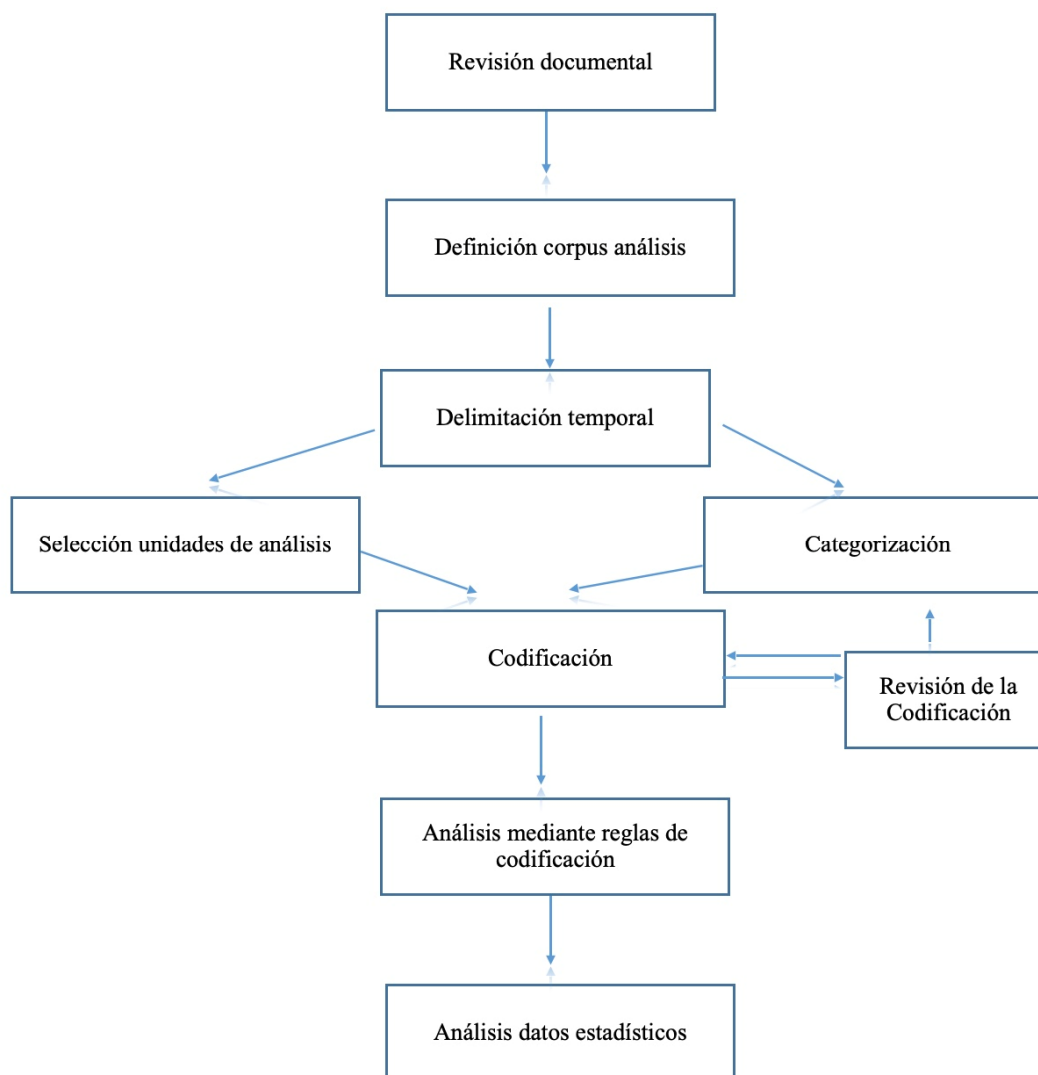 Revisión documental
Definición corpus análisis
Delimitación temporal
Selección unidades de análisis
Categorización
Codificación
Revisión de la
Codificación
Análisis mediante reglas de
codificación
Análisis datos estadísticos